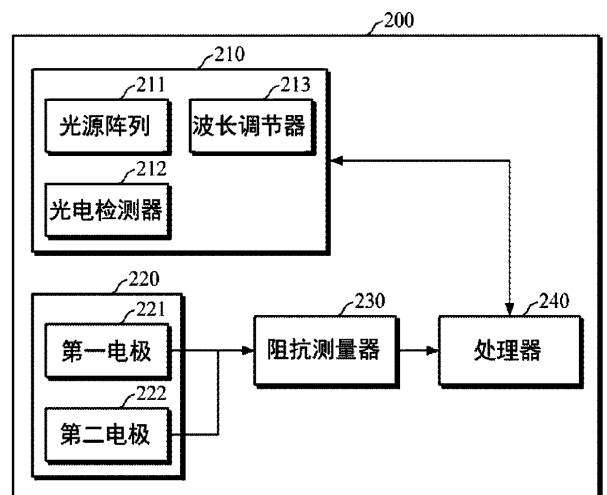 200
210
211
光源阵列
213
波长调节器
212
光电检测器
220
221
第一电极
222
第二电极
230
阻抗测量器
240
处理器